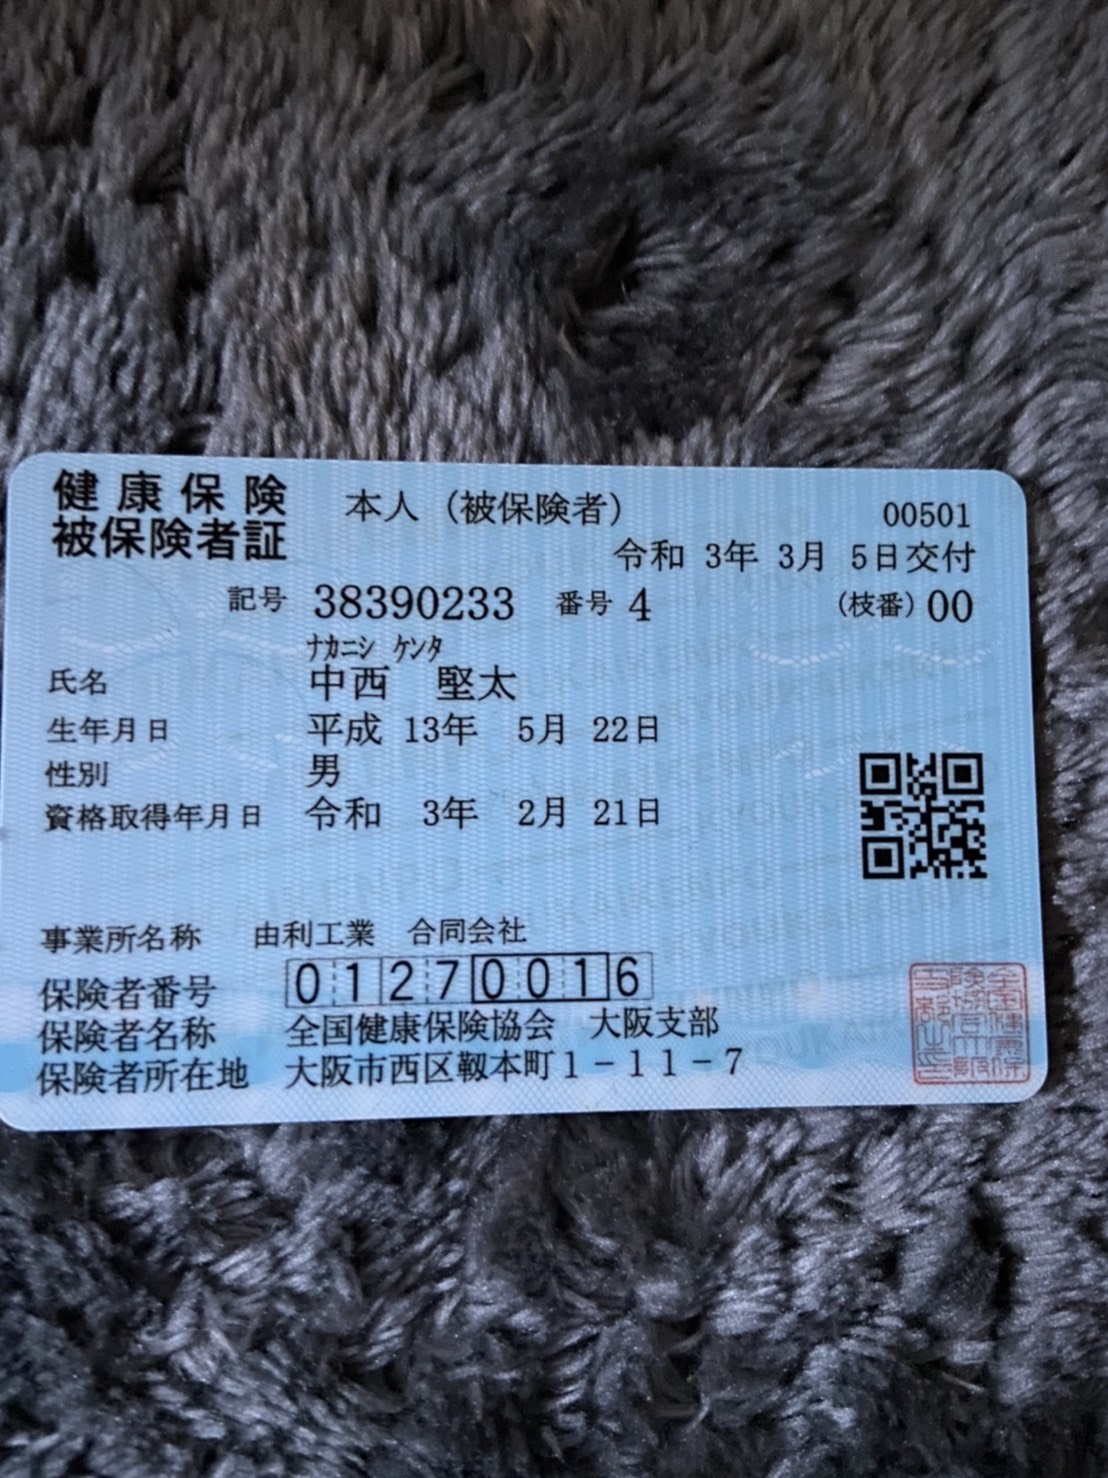 健康保険
被保険者証
本人（被保険者）
00501
令和 3年 3月 5日交付
記号 38390233 番号 4 (枝番) 00
ナカニシ ケンタ
氏名 中西 堅太
生年月日 平成 13年 5月 22日
性別 男
資格取得年月日 令和 3年 2月 21日
事業所名称 由利工業 合同会社
保険者番号 01270016
保険者名称 全国健康保険協会 大阪支部
保険者所在地 大阪市西区靱本町1－11－7